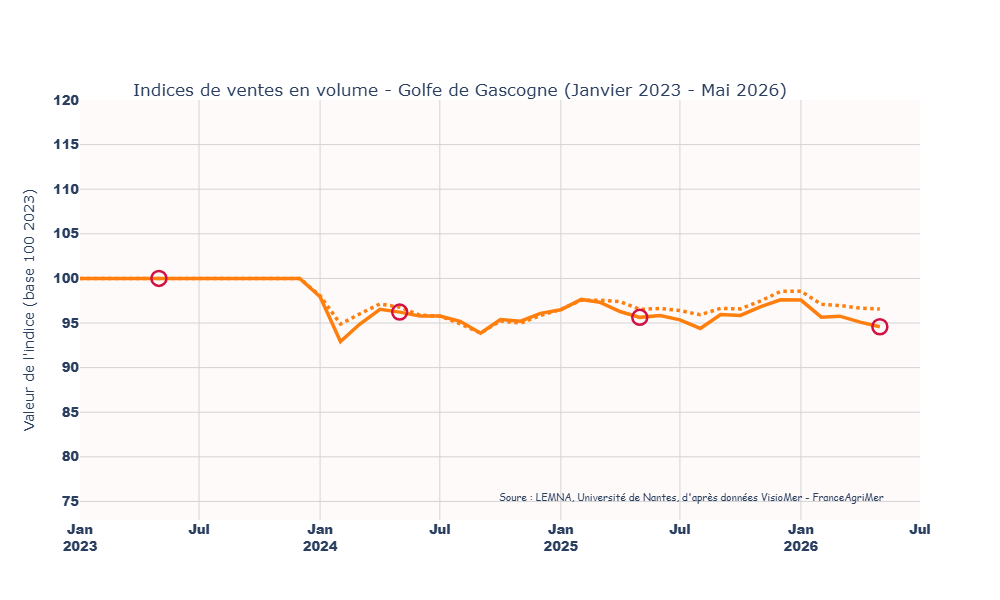 Indices de ventes en volume - Golfe de Gascogne (Janvier 2023 - Mai 2026)
Valeur de l'indice (base 100 2023)
120
115
110
105
100
95
90
85
80
75
Soure : LEMNA, Université de Nantes, d'après données VisioMer - FranceAgriMer
Jan Jul Jan Jul Jan Jul Jan Jul
2023 2024 2025 2026